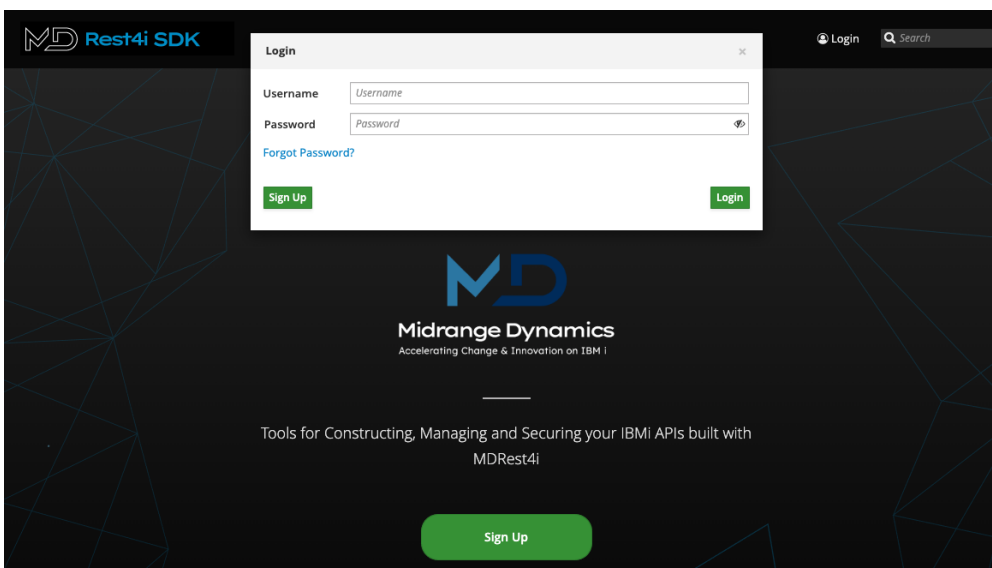 MD Rest4i SDK
Login
Search
Login
×
Username
Username
Password
Password
Forgot Password?
Sign Up
Login
MD
Midrange Dynamics
Accelerating Change & Innovation on IBM i
Tools for Constructing, Managing and Securing your IBMi APIs built with
MDRest4i
Sign Up